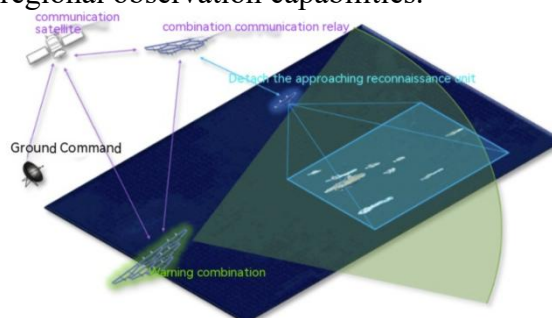 regional observation capabilities.
communication
satellite
combination communication relay
Detach the approaching reconnaissance unit
Ground Command
Warning combination